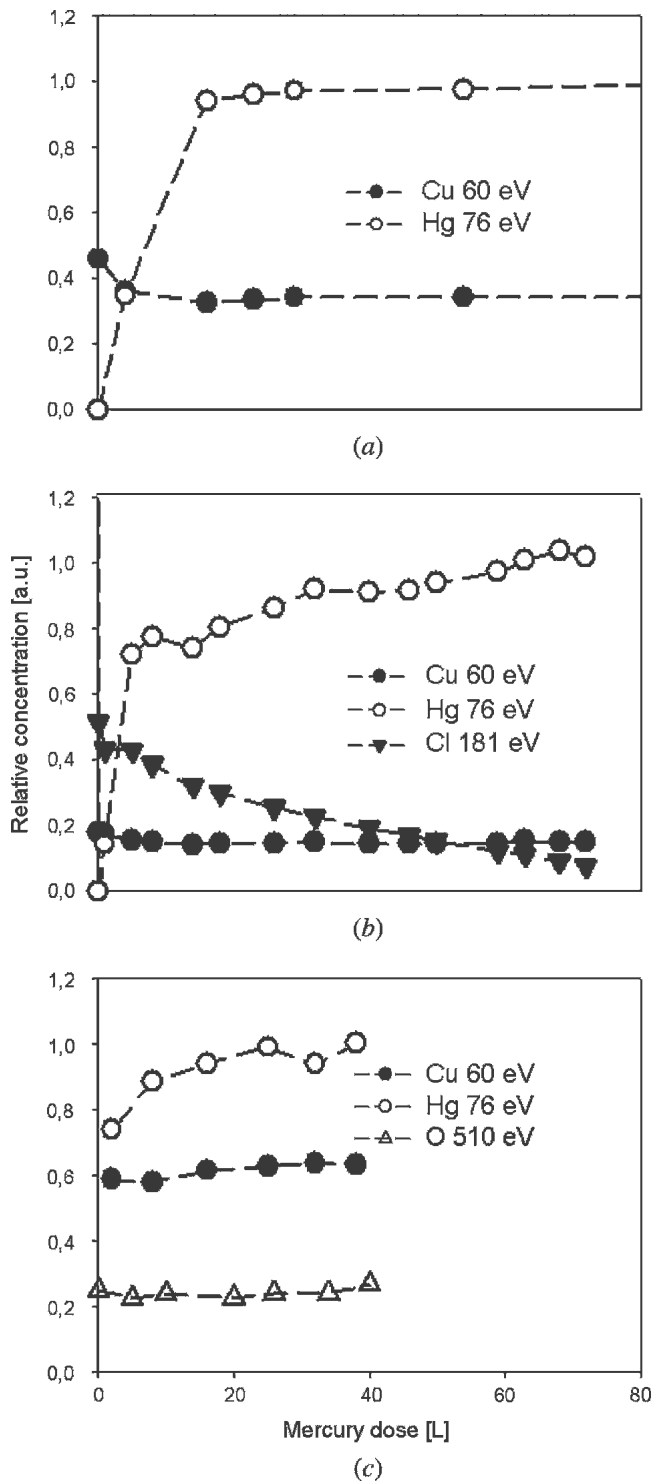 1,2
1,0
0,8
0,6
0,4
0,2
0,0
Cu 60 eV
Hg 76 eV
(a)
Relative concentration [a.u.]
1,2
1,0
0,8
0,6
0,4
0,2
0,0
Cu 60 eV
Hg 76 eV
Cl 181 eV
(b)
1,2
1,0
0,8
0,6
0,4
0,2
0,0
Cu 60 eV
Hg 76 eV
O 510 eV
0 20 40 60 80
Mercury dose [L]
(c)